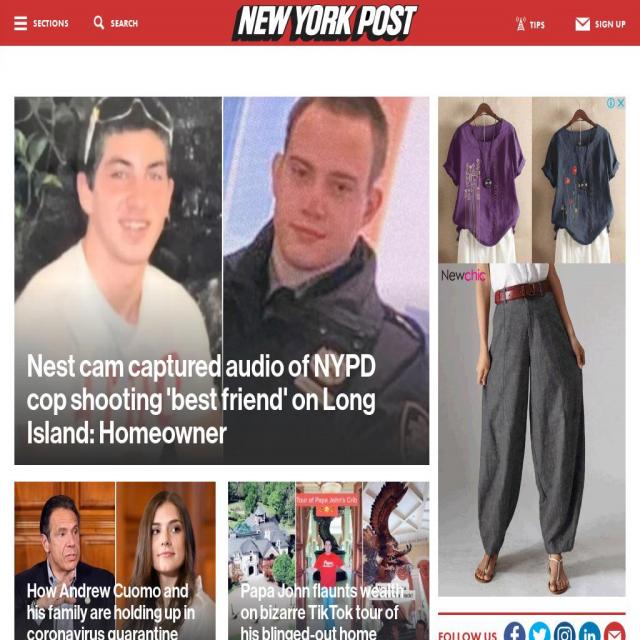 SECTIONS
SEARCH
NEW YORK POST
TIPS
SIGN UP
Nest cam captured audio of NYPD
cop shooting 'best friend' on Long
Island: Homeowner
Newchic
Tour of Papa John's Crib
How Andrew Cuomo and
his family are holding up in
coronavirus quarantine
Papa John flaunts wealth
on bizarre TikTok tour of
his blinged-out home
FOLLOW US